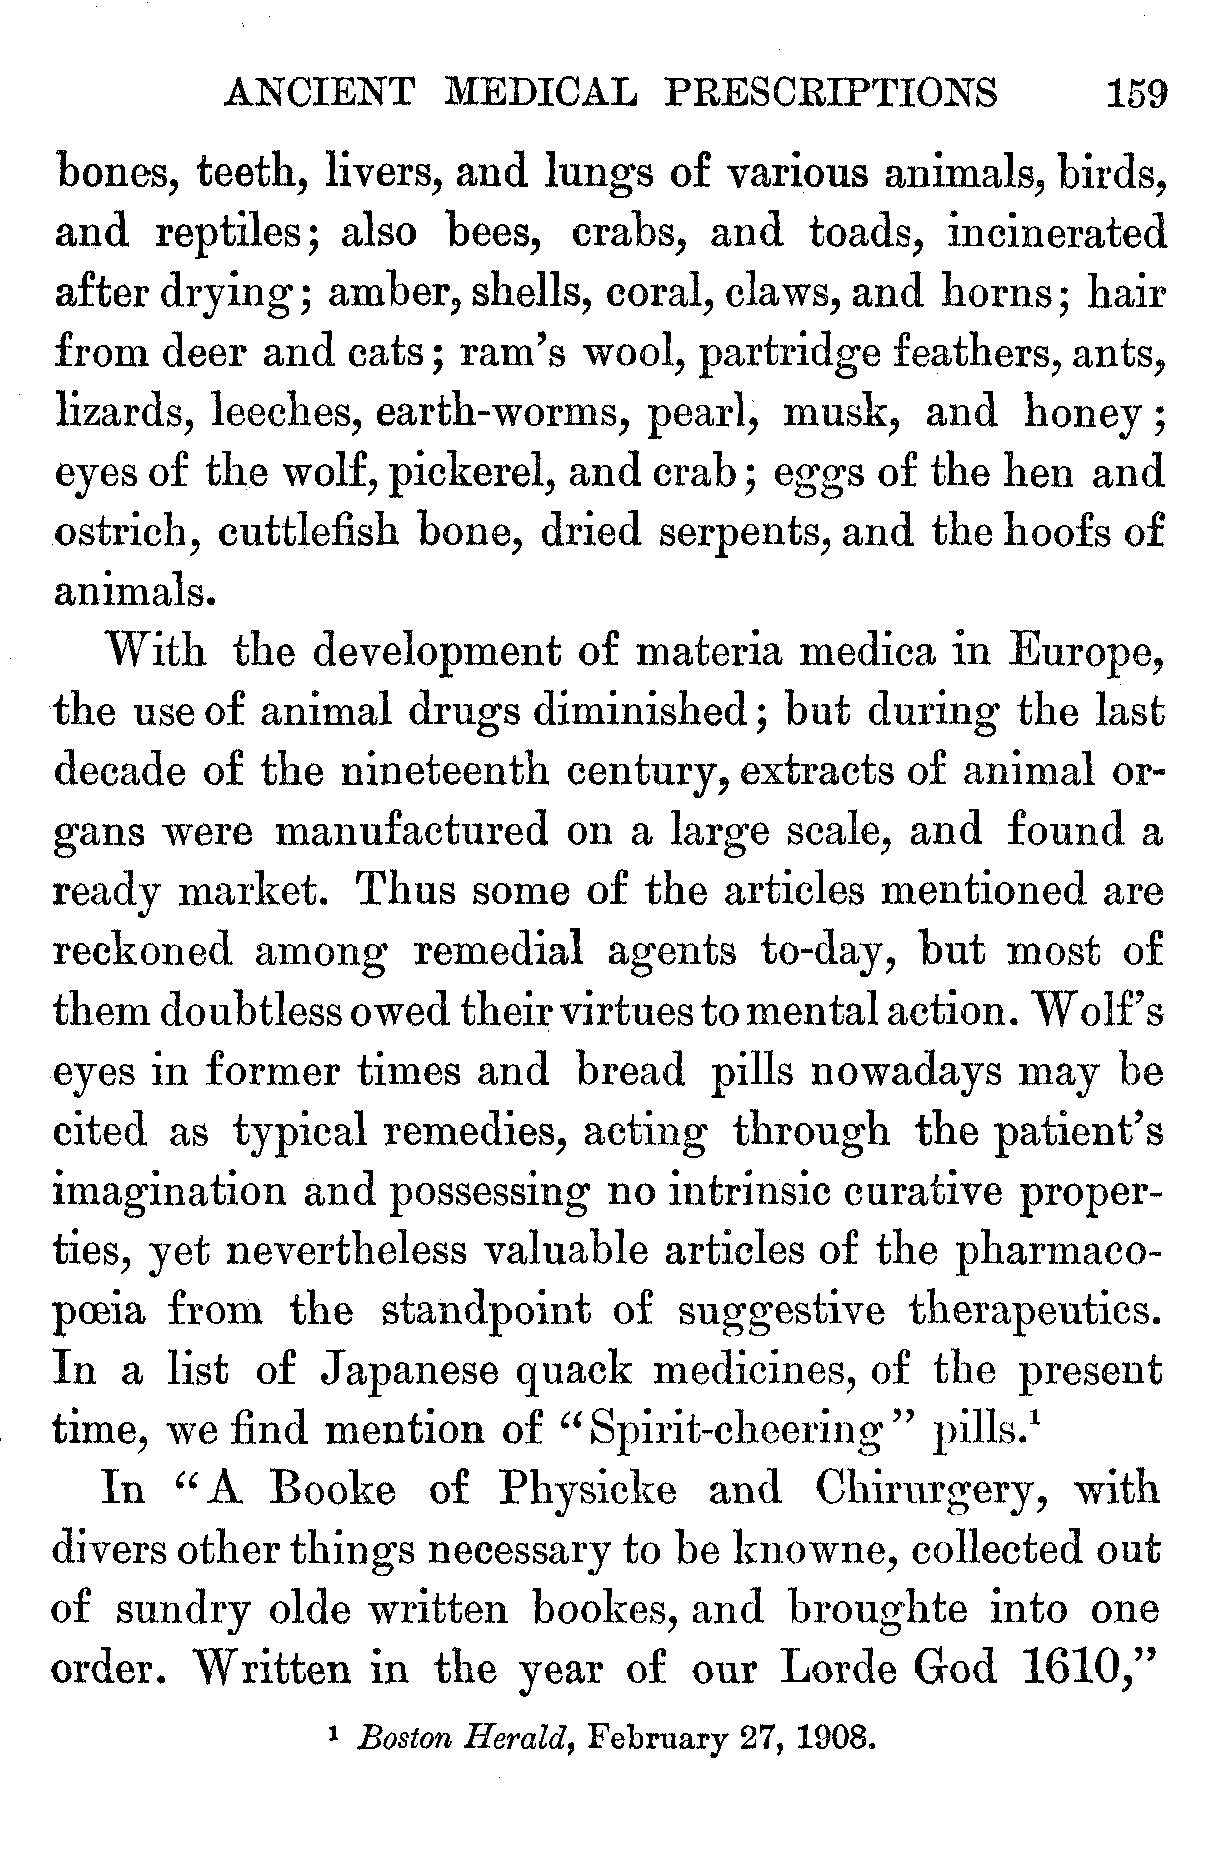 ANCIENT MEDICAL PRESCRIPTIONS 159
bones, teeth, livers, and lungs of various animals, birds,
and reptiles; also bees, crabs, and toads, incinerated
after drying; amber, shells, coral, claws, and horns; hair
from deer and cats; ram's wool, partridge feathers, ants,
lizards, leeches, earth-worms, pearl, musk, and honey;
eyes of the wolf, pickerel, and crab; eggs of the hen and
ostrich, cuttlefish bone, dried serpents, and the hoofs of
animals.
With the development of materia medica in Europe,
the use of animal drugs diminished; but during the last
decade of the nineteenth century, extracts of animal or-
gans were manufactured on a large scale, and found a
ready market. Thus some of the articles mentioned are
reckoned among remedial agents to-day, but most of
them doubtless owed their virtues to mental action. Wolf's
eyes in former times and bread pills nowadays may be
cited as typical remedies, acting through the patient's
imagination and possessing no intrinsic curative proper-
ties, yet nevertheless valuable articles of the pharmaco-
pœia from the standpoint of suggestive therapeutics.
In a list of Japanese quack medicines, of the present
time, we find mention of "Spirit-cheering" pills.¹
In "A Booke of Physicke and Chirurgery, with
divers other things necessary to be knowne, collected out
of sundry olde written bookes, and broughte into one
order. Written in the year of our Lorde God 1610,"
¹ Boston Herald, February 27, 1908.